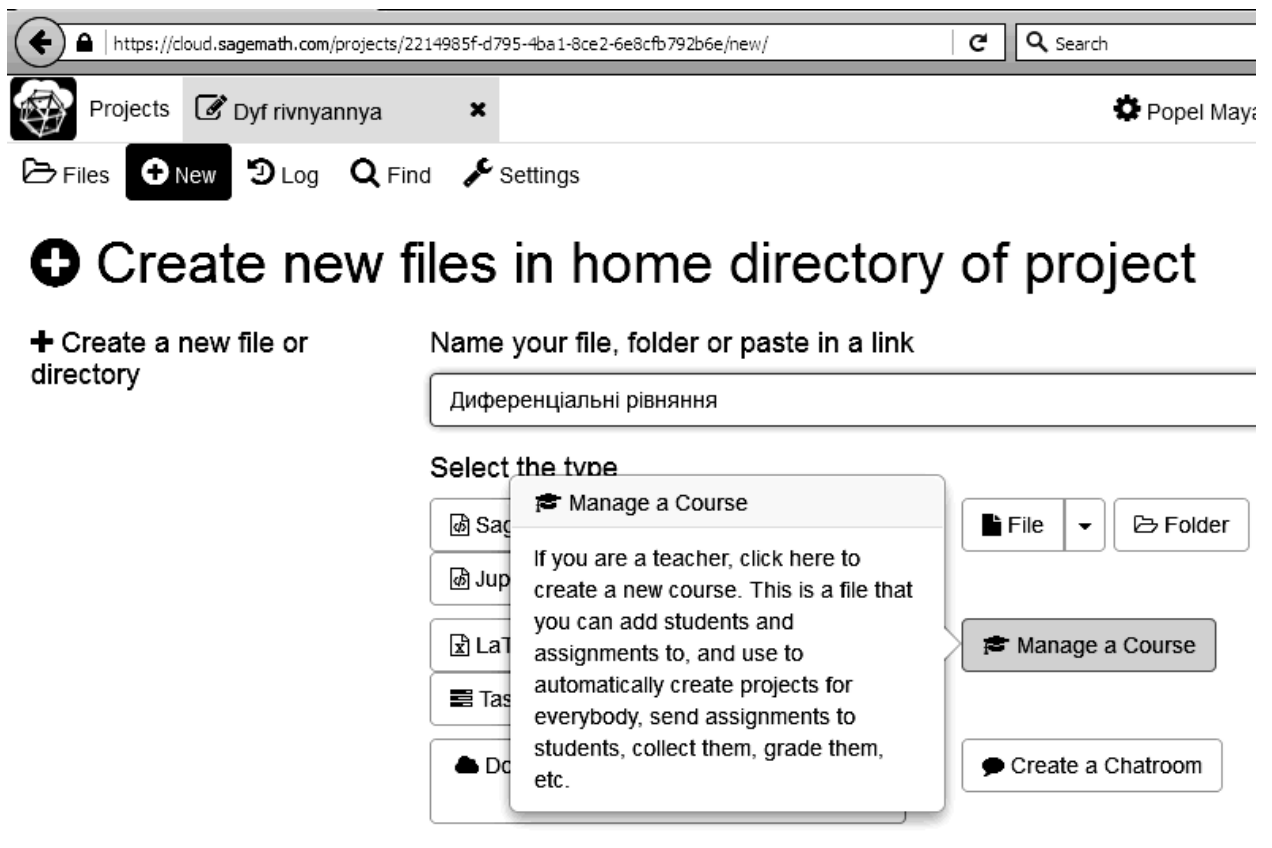 https://cloud.sagemath.com/projects/2214985f-d795-4ba1-8ce2-6e8cfb792b6e/new/
Search
Projects
Dyf rivnyannya
Popel Maya
Files
New
Log
Find
Settings
Create new files in home directory of project
Create a new file or
directory
Name your file, folder or paste in a link
Диференціальні рівняння
Select the type
Manage a Course
If you are a teacher, click here to
create a new course. This is a file that
you can add students and
assignments to, and use to
automatically create projects for
everybody, send assignments to
students, collect them, grade them,
etc.
File
Folder
Manage a Course
Create a Chatroom